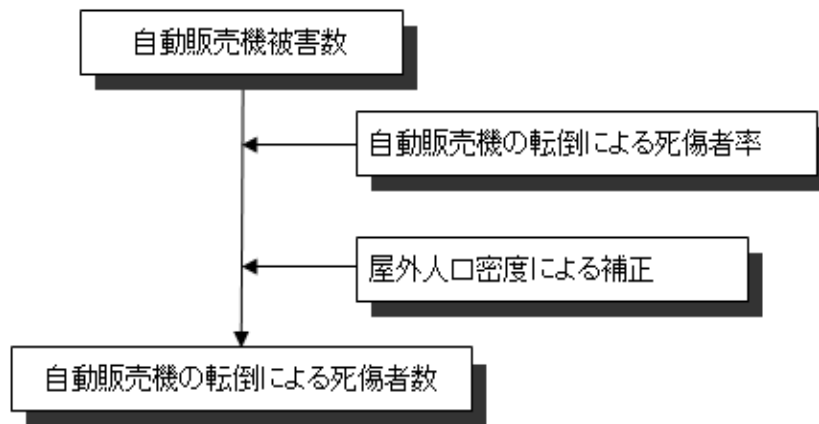 自動販売機被害数
自動販売機の転倒による死傷者率
屋外人口密度による補正
自動販売機の転倒による死傷者数